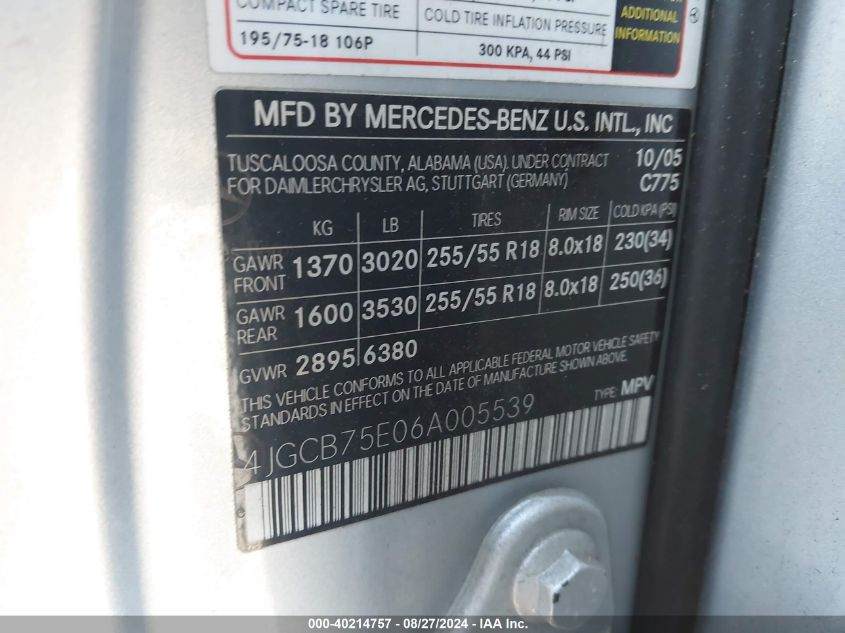 COMPACT SPARE TIRE
COLD TIRE INFLATION PRESSURE
195/75-18 106P
300 KPA, 44 PSI
ADDITIONAL
INFORMATION
MFD BY MERCEDES-BENZ U.S. INTL., INC
TUSCALOOSA COUNTY, ALABAMA (USA). UNDER CONTRACT 10/05
FOR DAIMLERCHRYSLER AG, STUTTGART (GERMANY) C775
KG LB TIRES RIM SIZE COLD KPA (PSI)
GAWR FRONT 1370 3020 255/55 R18 8.0x18 230(34)
GAWR REAR 1600 3530 255/55 R18 8.0x18 250(36)
GVWR 2895 6380
THIS VEHICLE CONFORMS TO ALL APPLICABLE FEDERAL MOTOR VEHICLE SAFETY
STANDARDS IN EFFECT ON THE DATE OF MANUFACTURE SHOWN ABOVE.
TYPE: MPV
4JGCB75E06A005539
000-40214757 - 08/27/2024 - IAA Inc.